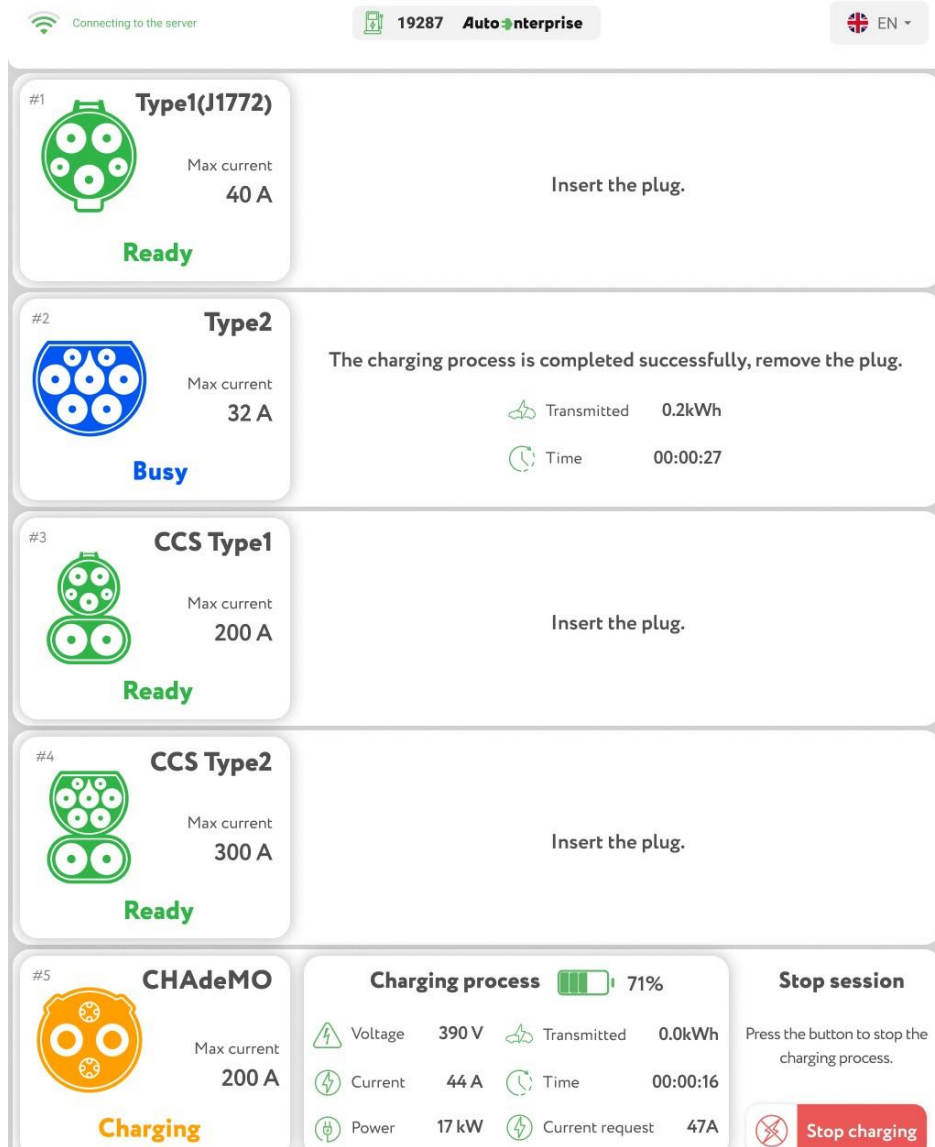 Connecting to the server
19287 Autoenterprise
EN
#1
Type1(J1772)
Max current
40 A
Ready
Insert the plug.
#2
Type2
Max current
32 A
Busy
The charging process is completed successfully, remove the plug.
Transmitted 0.2kWh
Time 00:00:27
#3
CCS Type1
Max current
200 A
Ready
Insert the plug.
#4
CCS Type2
Max current
300 A
Ready
Insert the plug.
#5
CHAdeMO
Max current
200 A
Charging
Charging process 71%
Voltage 390 V Transmitted 0.0kWh
Current 44 A Time 00:00:16
Power 17 kW Current request 47A
Stop session
Press the button to stop the
charging process.
Stop charging